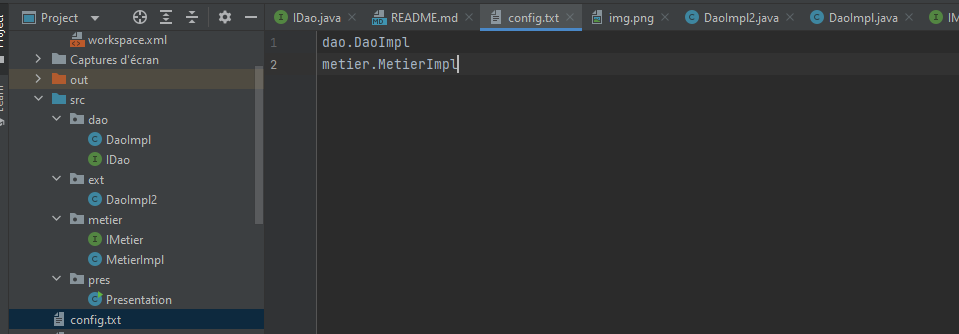 Project
IDao.java
README.md
config.txt
img.png
DaoImpl2.java
DaoImpl.java
workspace.xml
Captures d'écran
out
src
dao
DaoImpl
IDao
ext
DaoImpl2
metier
IMetier
MetierImpl
pres
Presentation
config.txt
1 dao.DaoImpl
2 metier.MetierImpl